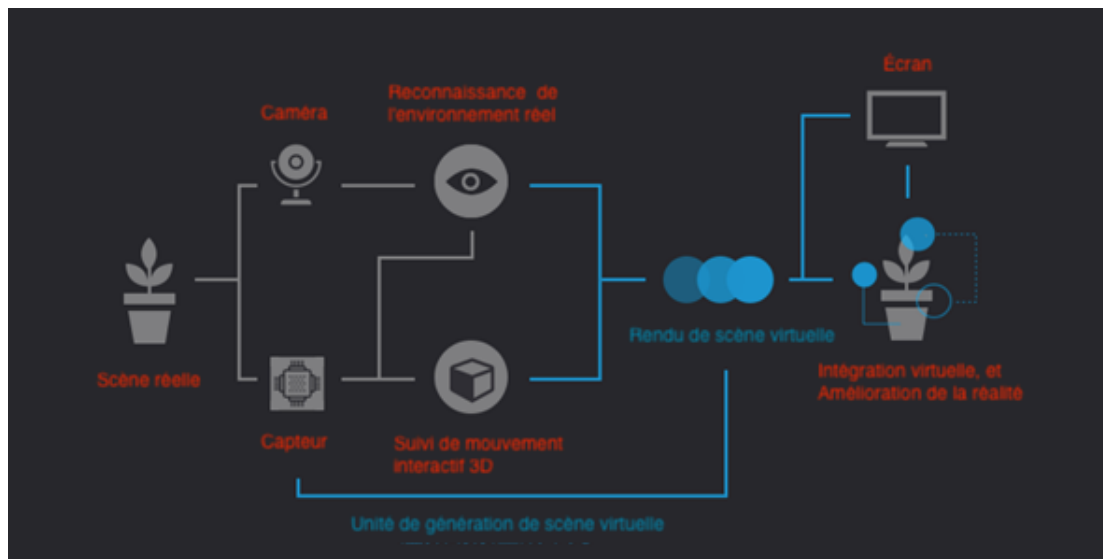 Écran
Reconnaissance de
l'environnement réel
Caméra
Rendu de scène virtuelle
Scène réelle
Intégration virtuelle, et
Amélioration de la réalité
Capteur
Suivi de mouvement
interactif 3D
Unité de génération de scène virtuelle